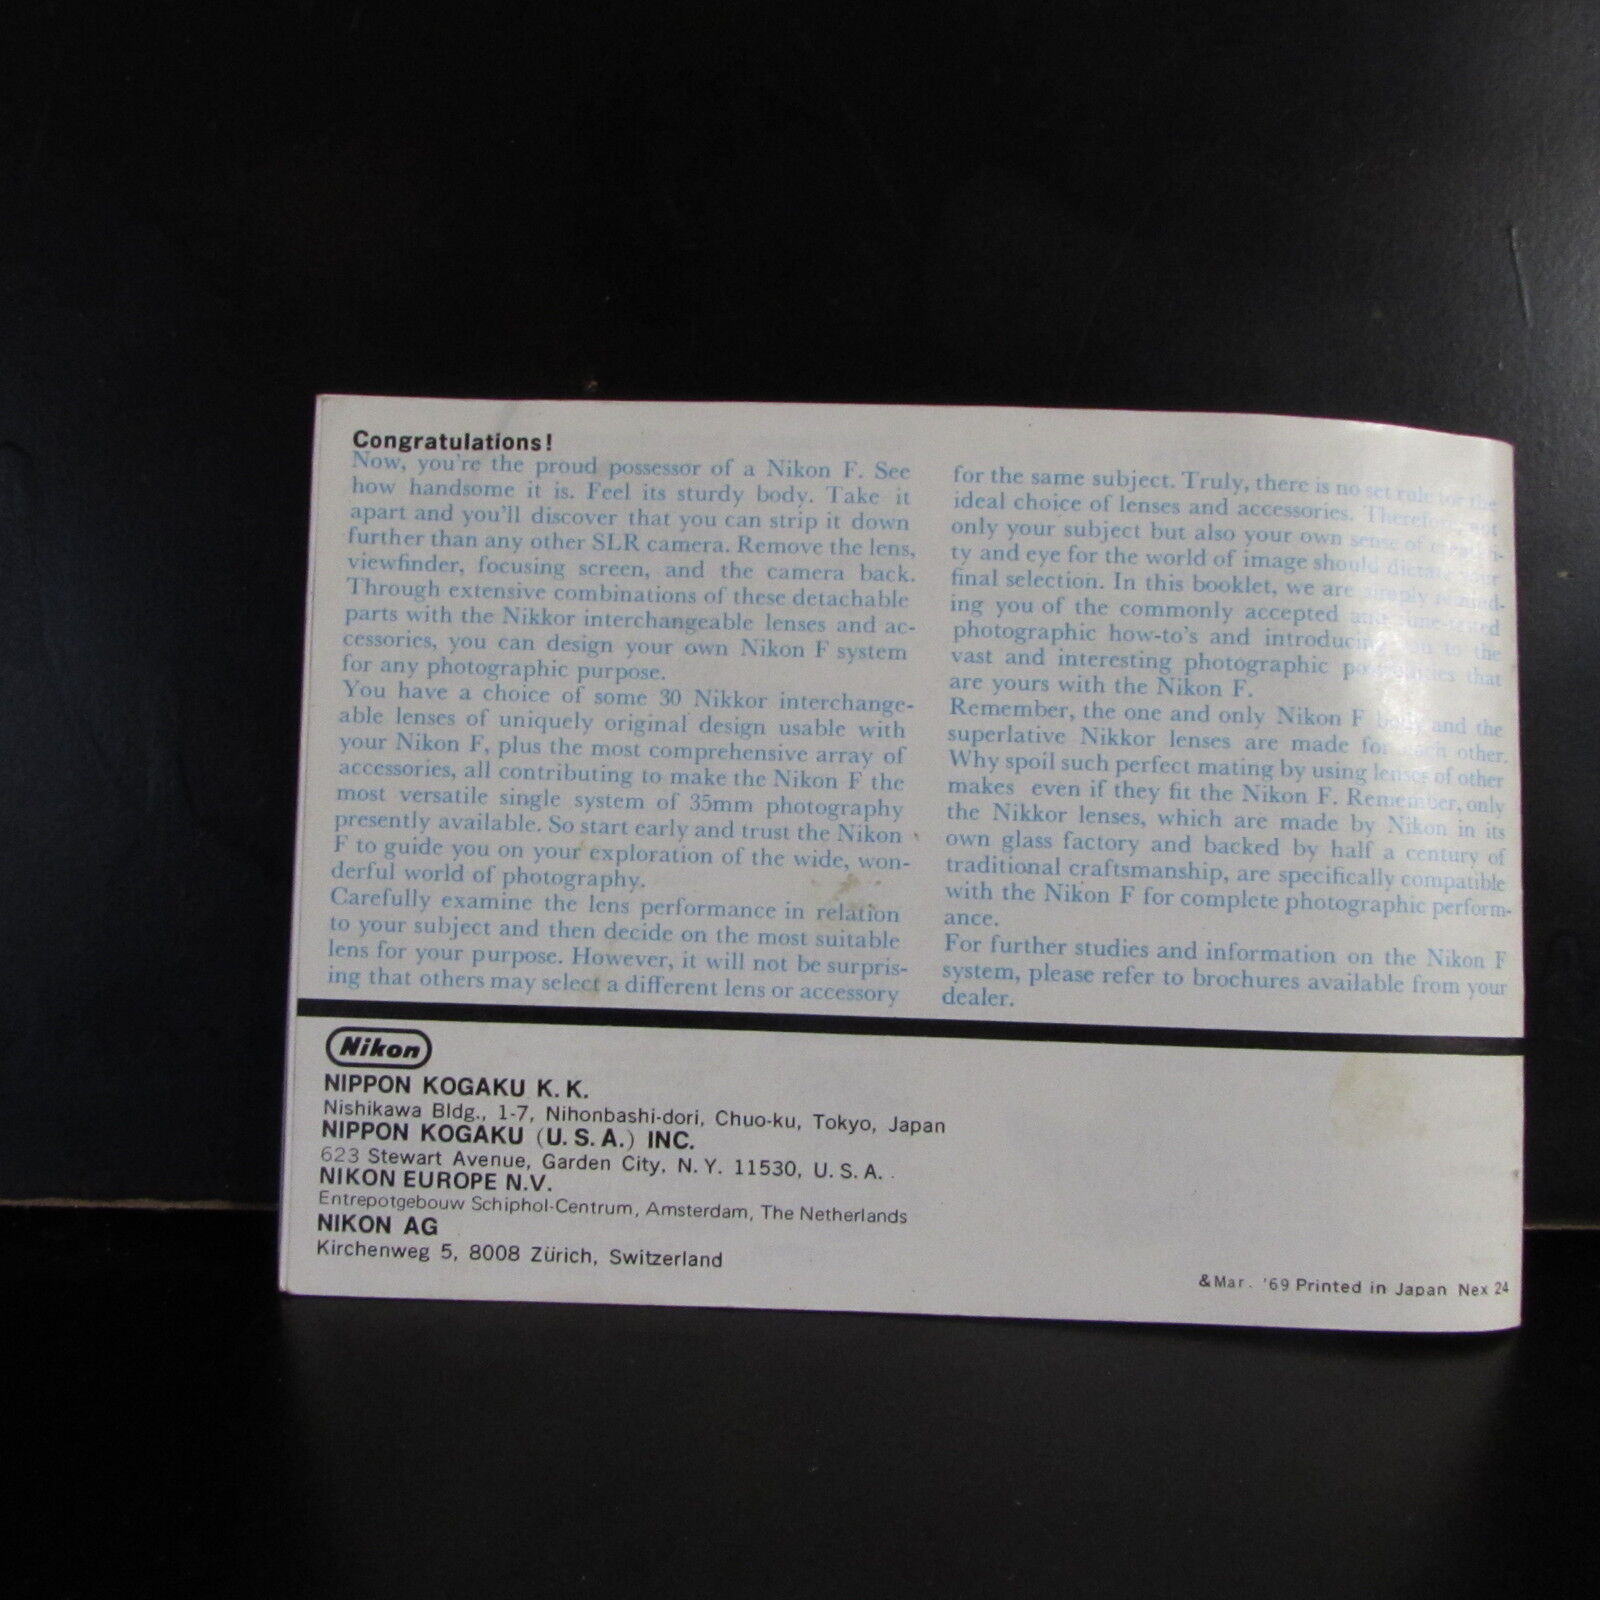 Congratulations!
Now, you're the proud possessor of a Nikon F. See
how handsome it is. Feel its sturdy body. Take it
apart and you'll discover that you can strip it down
further than any other SLR camera. Remove the lens,
viewfinder, focusing screen, and the camera back.
Through extensive combinations of these detachable
parts with the Nikkor interchangeable lenses and ac-
cessories, you can design your own Nikon F system
for any photographic purpose.
You have a choice of some 30 Nikkor interchange-
able lenses of uniquely original design usable with
your Nikon F, plus the most comprehensive array of
accessories, all contributing to make the Nikon F the
most versatile single system of 35mm photography
presently available. So start early and trust the Nikon
F to guide you on your exploration of the wide, won-
derful world of photography.
Carefully examine the lens performance in relation
to your subject and then decide on the most suitable
lens for your purpose. However, it will not be surpris-
ing that others may select a different lens or accessory
for the same subject. Truly, there is no set rule for the
ideal choice of lenses and accessories. Therefore, not
only your subject but also your own sense of creativi-
ty and eye for the world of image should dictate your
final selection. In this booklet, we are simply remind-
ing you of the commonly accepted and time-tested
photographic how-to's and introducing you to the
vast and interesting photographic possibilities that
are yours with the Nikon F.
Remember, the one and only Nikon F body and the
superlative Nikkor lenses are made for each other.
Why spoil such perfect mating by using lenses of other
makes even if they fit the Nikon F. Remember, only
the Nikkor lenses, which are made by Nikon in its
own glass factory and backed by half a century of
traditional craftsmanship, are specifically compatible
with the Nikon F for complete photographic perform-
ance.
For further studies and information on the Nikon F
system, please refer to brochures available from your
dealer.
Nikon
NIPPON KOGAKU K. K.
Nishikawa Bldg., 1-7, Nihonbashi-dori, Chuo-ku, Tokyo, Japan
NIPPON KOGAKU (U. S. A.) INC.
623 Stewart Avenue, Garden City, N. Y. 11530, U. S. A.
NIKON EUROPE N.V.
Entrepotgebouw Schiphol-Centrum, Amsterdam, The Netherlands
NIKON AG
Kirchenweg 5, 8008 Zürich, Switzerland
&Mar. '69 Printed in Japan Nex 24